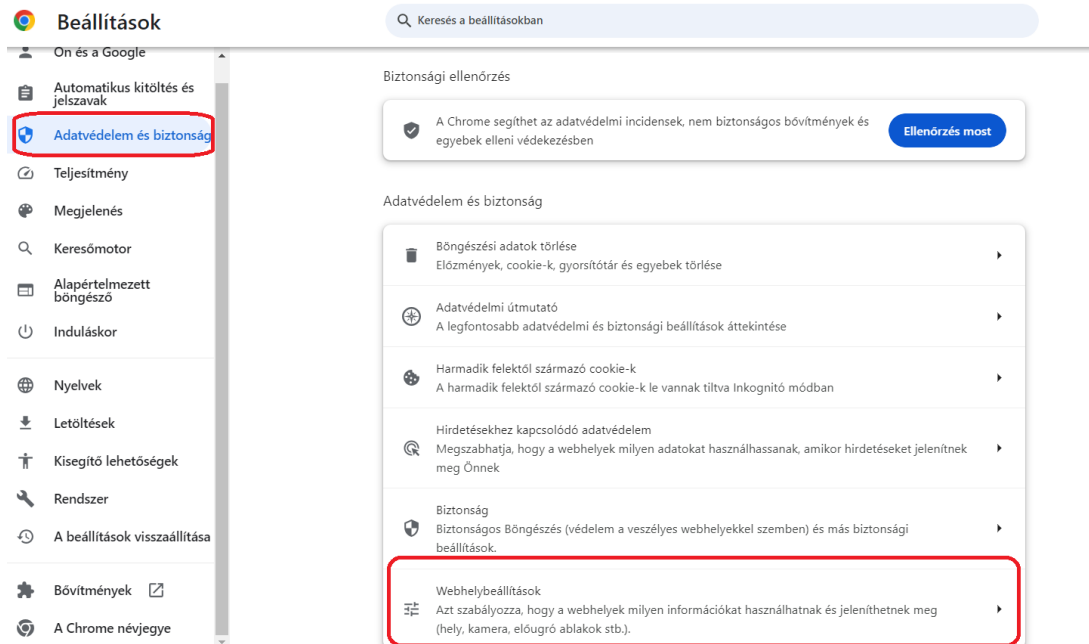 Beállítások
Keresés a beállításokban
Ön és a Google
Automatikus kitöltés és
jelszavak
Adatvédelem és biztonság
Teljesítmény
Megjelenés
Keresőmotor
Alapértelmezett
böngésző
Induláskor
Nyelvek
Letöltések
Kisegítő lehetőségek
Rendszer
A beállítások visszaállítása
Bővítmények
A Chrome névjegye
Biztonsági ellenőrzés
A Chrome segíthet az adatvédelmi incidensek, nem biztonságos bővítmények és
egyebek elleni védekezésben
Ellenőrzés most
Adatvédelem és biztonság
Böngészési adatok törlése
Előzmények, cookie-k, gyorsítótár és egyebek törlése
Adatvédelmi útmutató
A legfontosabb adatvédelmi és biztonsági beállítások áttekintése
Harmadik felektől származó cookie-k
A harmadik felektől származó cookie-k le vannak tiltva Inkognitó módban
Hirdetésekhez kapcsolódó adatvédelem
Megszabhatja, hogy a webhelyek milyen adatokat használhassanak, amikor hirdetéseket jelenítnek
meg Önnek
Biztonság
Biztonságos Böngészés (védelem a veszélyes webhelyekkel szemben) és más biztonsági
beállítások.
Webhelybeállítások
Azt szabályozza, hogy a webhelyek milyen információkat használhatnak és jeleníthetnek meg
(hely, kamera, előugró ablakok stb.).